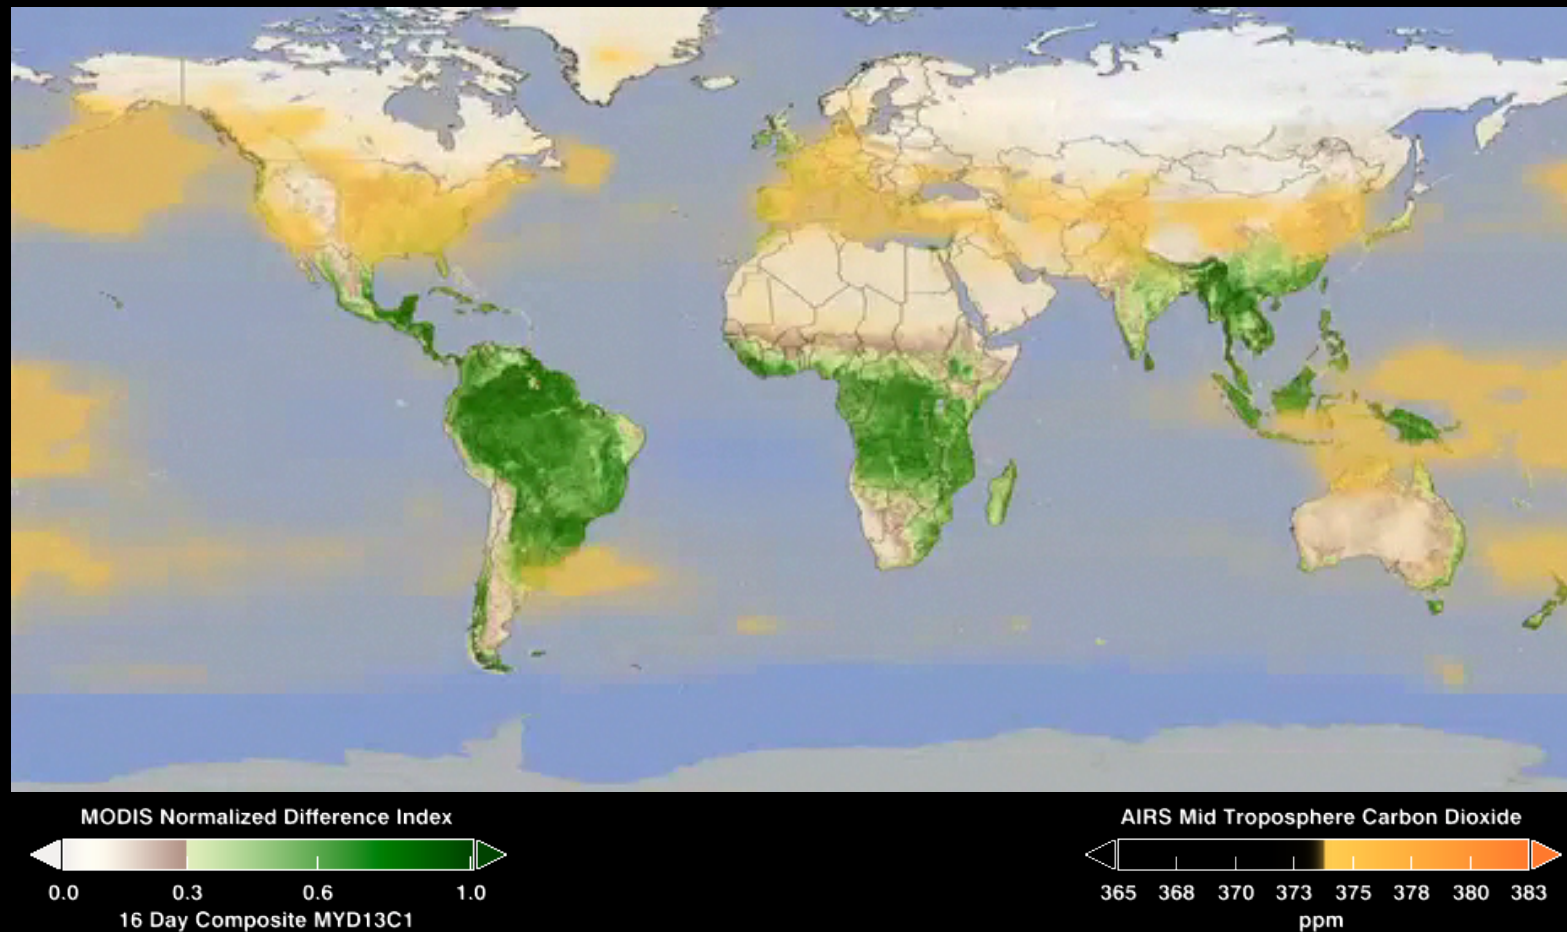 MODIS Normalized Difference Index
0.0 0.3 0.6 1.0
16 Day Composite MYD13C1
AIRS Mid Troposphere Carbon Dioxide
365 368 370 373 375 378 380 383
ppm